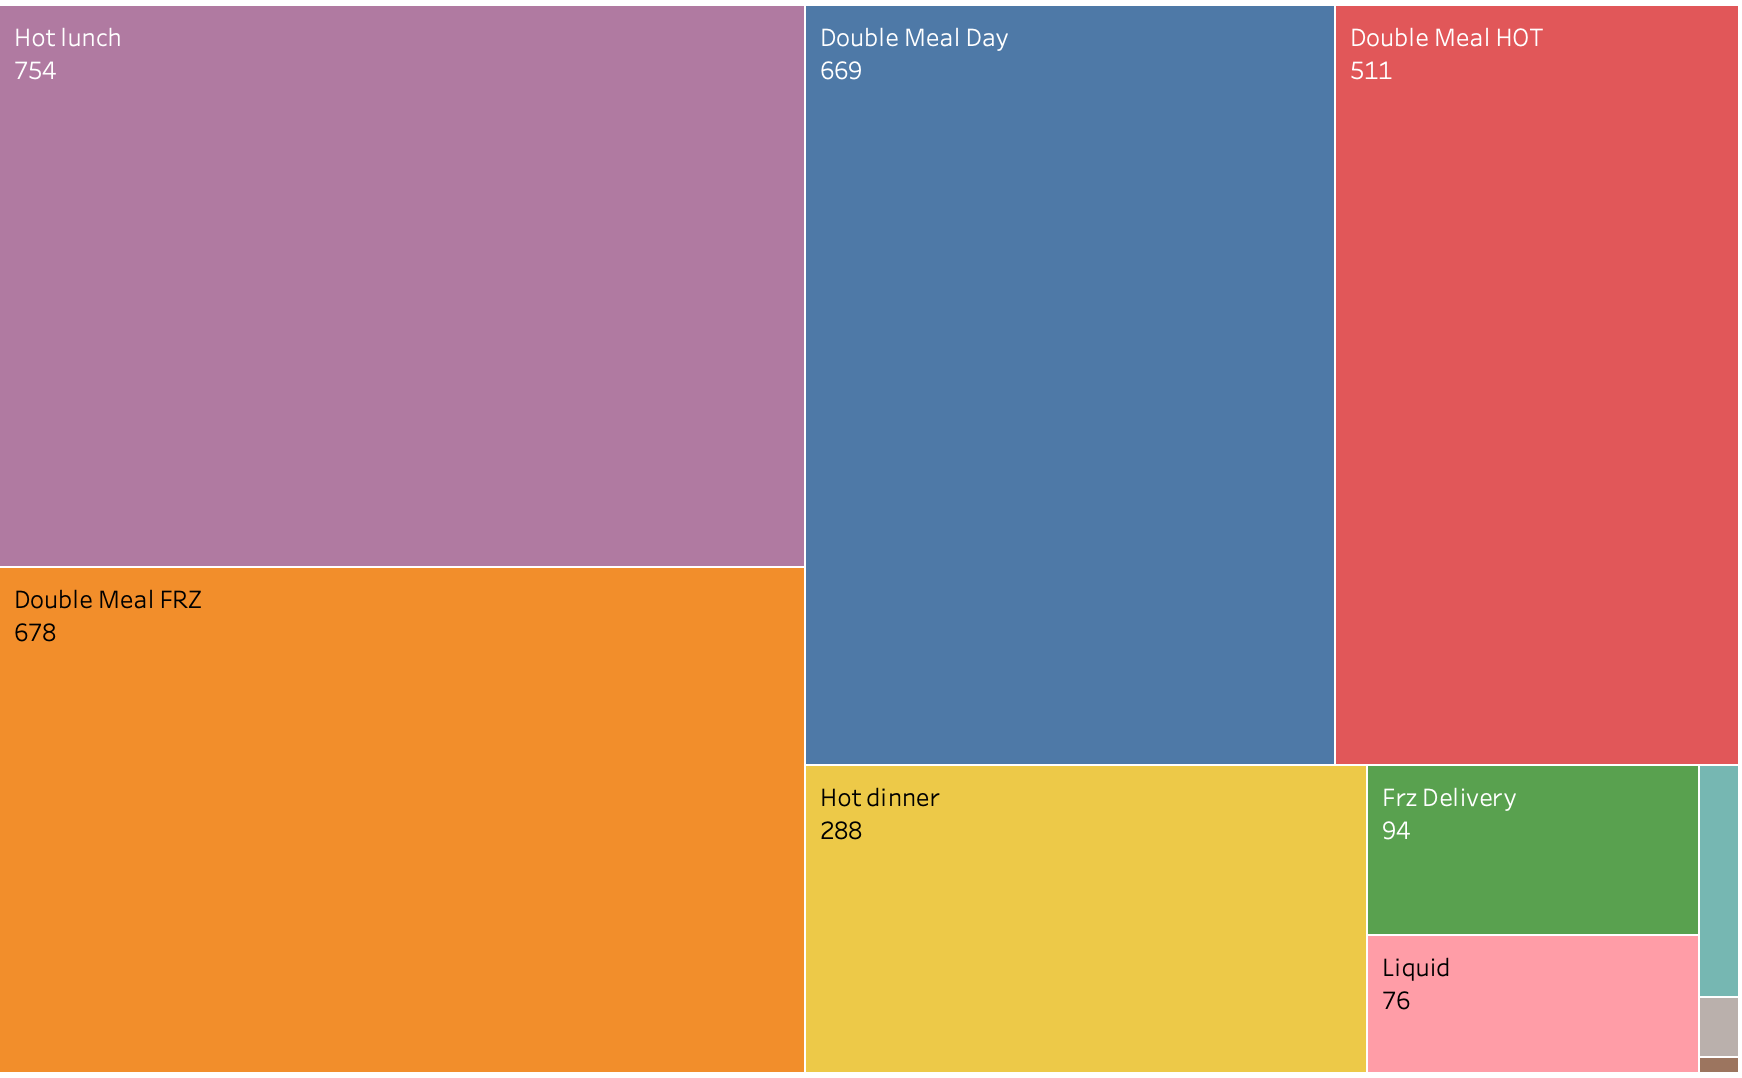 Hot lunch
754
Double Meal Day
669
Double Meal HOT
511
Double Meal FRZ
678
Hot dinner
288
Frz Delivery
94
Liquid
76